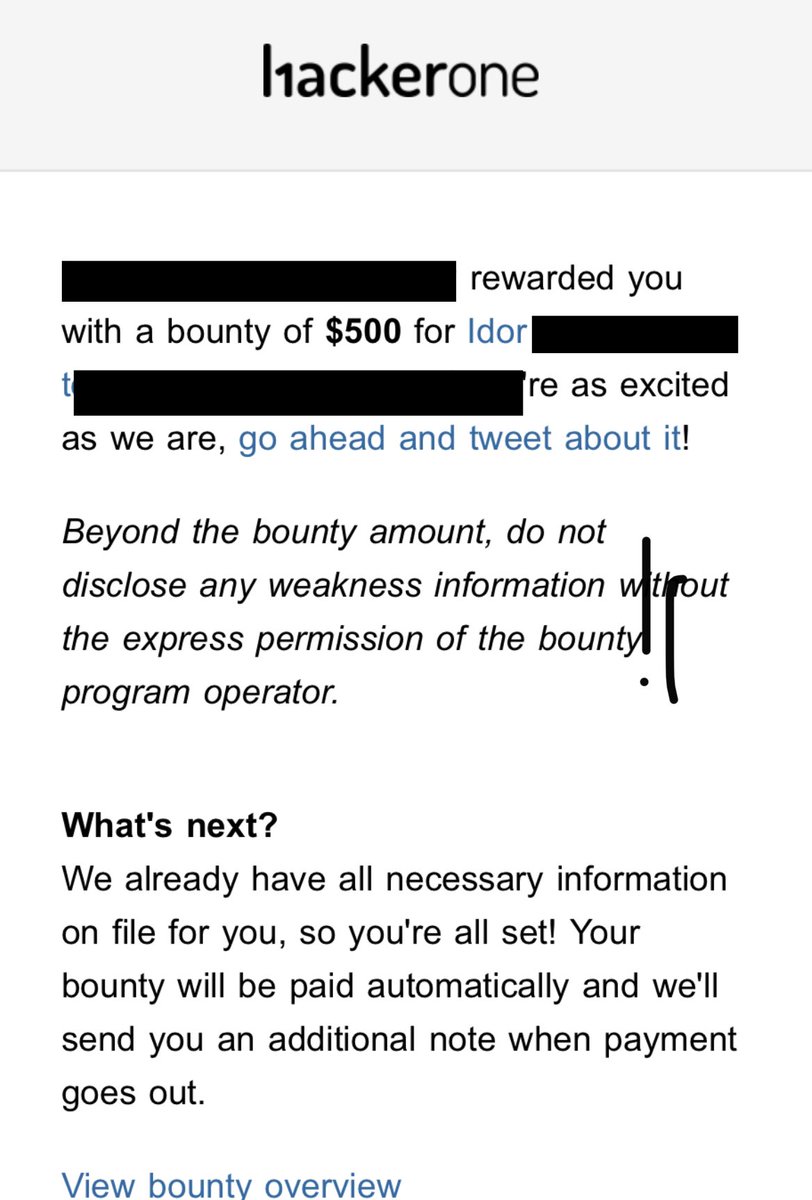 hackerone
rewarded you
with a bounty of $500 for Idor
're as excited
as we are, go ahead and tweet about it!
Beyond the bounty amount, do not
disclose any weakness information without
the express permission of the bounty
program operator.
What's next?
We already have all necessary information
on file for you, so you're all set! Your
bounty will be paid automatically and we'll
send you an additional note when payment
goes out.
View bounty overview